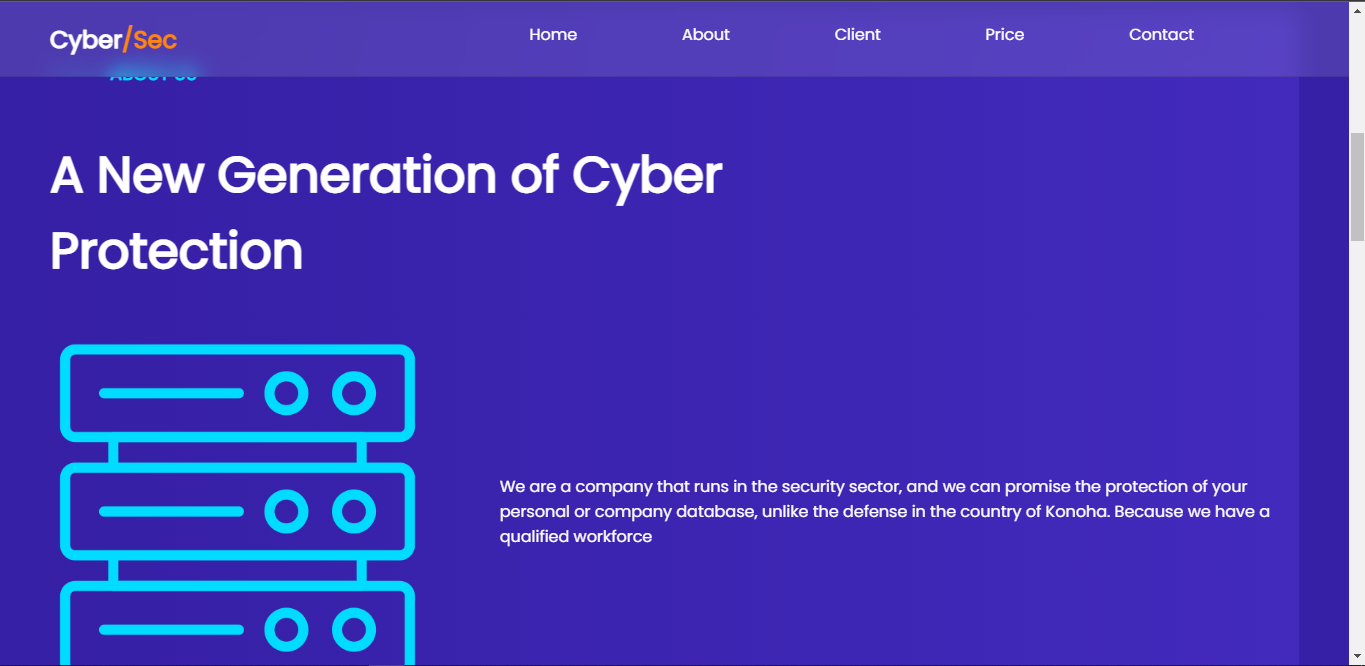 Cyber/Sec
Home
About
Client
Price
Contact
ABOUT US
A New Generation of Cyber
Protection
We are a company that runs in the security sector, and we can promise the protection of your
personal or company database, unlike the defense in the country of Konoha. Because we have a
qualified workforce